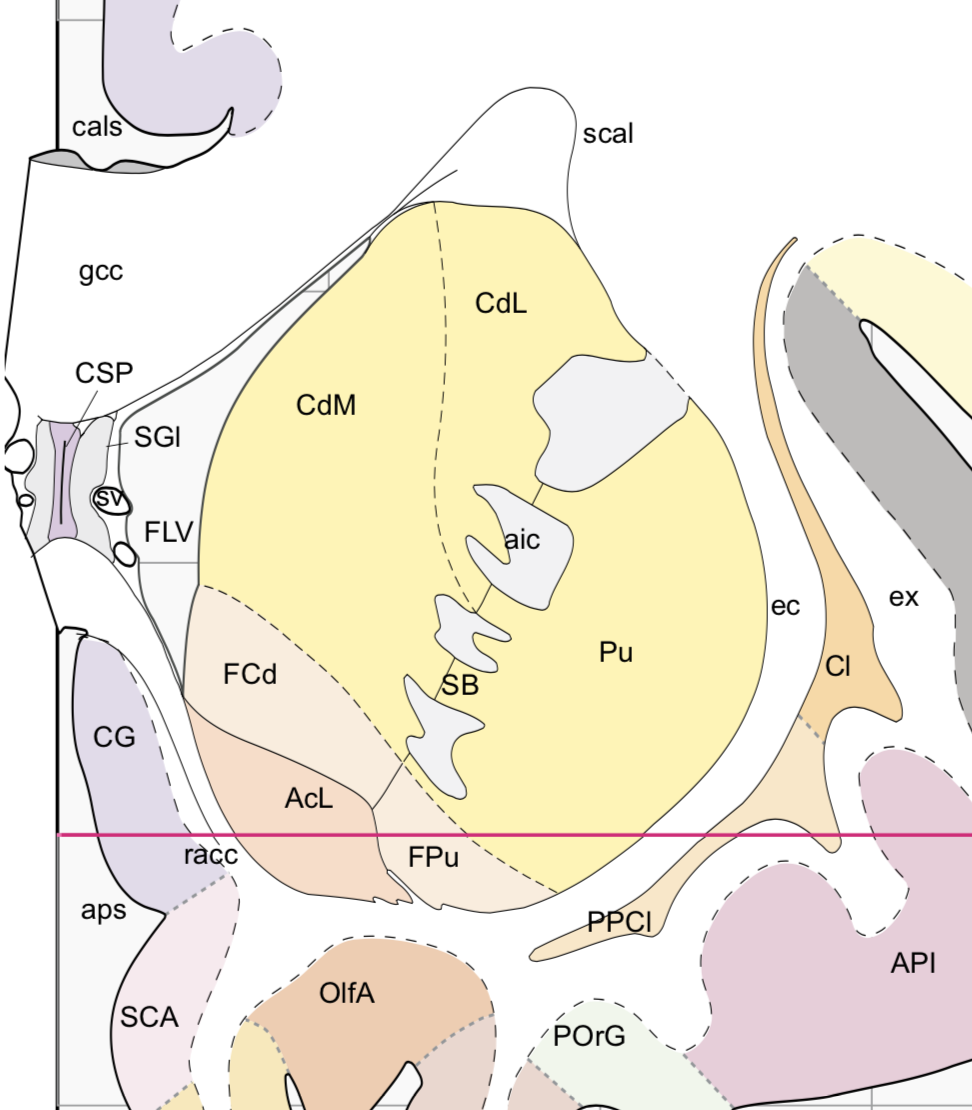 cals
scal
gcc
CdL
CSP
CdM
SGl
sv
FLV
aic
ec
ex
Pu
Cl
FCd
SB
CG
AcL
racc
FPu
aps
PPCl
API
OlfA
SCA
POrG